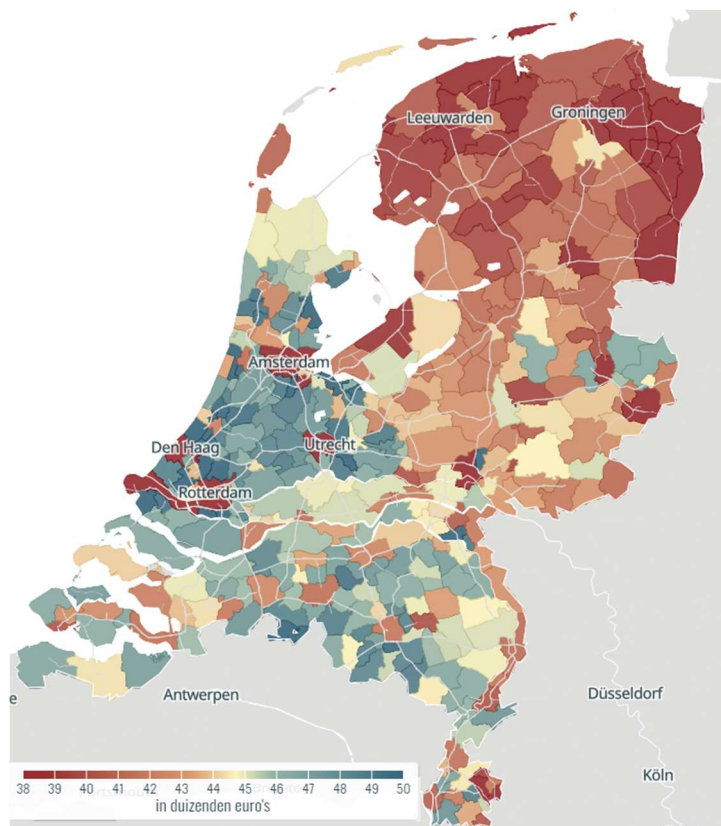 Leeuwarden
Groningen
Amsterdam
Den Haag
Utrecht
Rotterdam
e
Antwerpen
Düsseldorf
Köln
38 39 40 41 42 43 44 45 46 47 48 49 50
in duizenden euro's